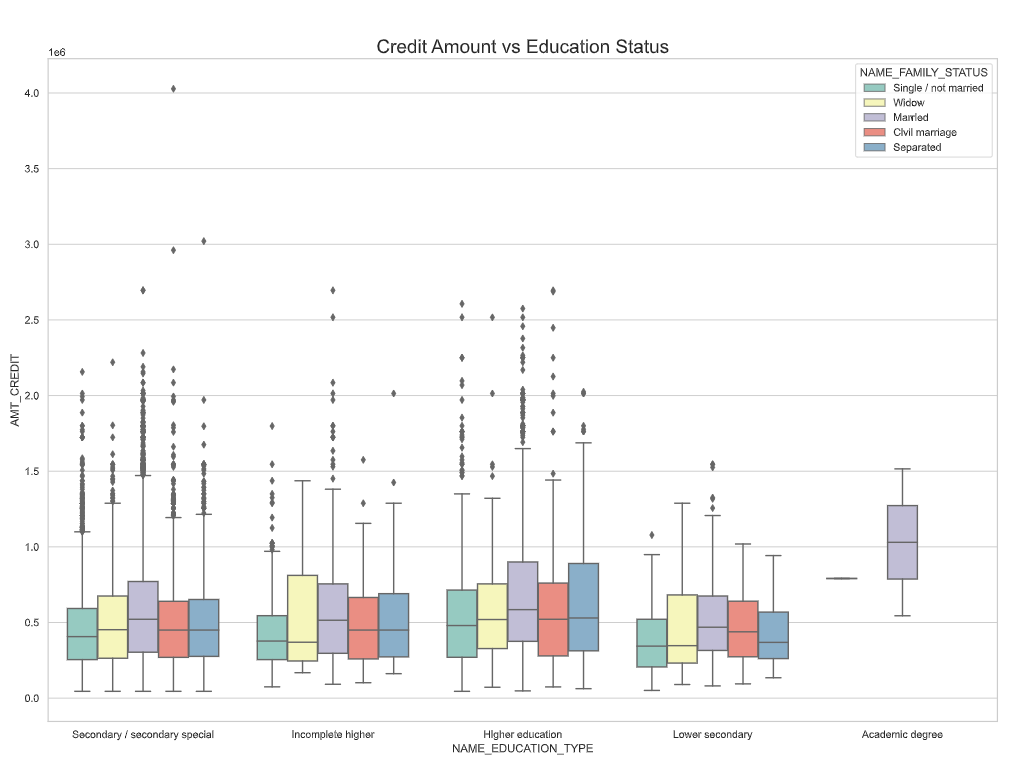 Credit Amount vs Education Status
1e6
NAME_FAMILY_STATUS
Single / not married
Widow
Married
Civil marriage
Separated
4.0
3.5
3.0
2.5
2.0
1.5
1.0
0.5
0.0
AMT_CREDIT
Secondary / secondary special
Incomplete higher
Higher education
Lower secondary
Academic degree
NAME_EDUCATION_TYPE